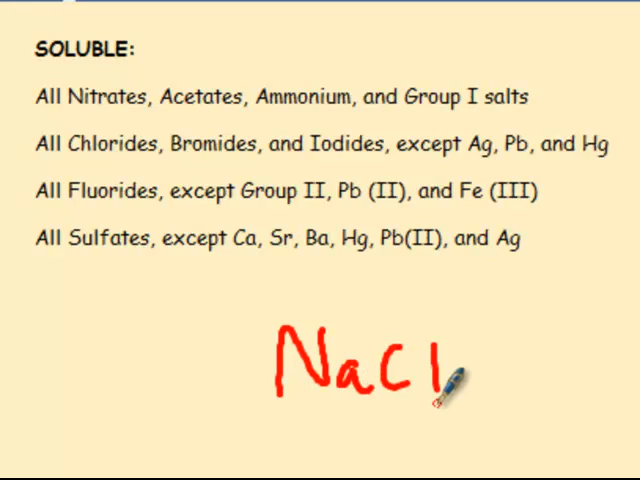 SOLUBLE:
All Nitrates, Acetates, Ammonium, and Group I salts
All Chlorides, Bromides, and Iodides, except Ag, Pb, and Hg
All Fluorides, except Group II, Pb (II), and Fe (III)
All Sulfates, except Ca, Sr, Ba, Hg, Pb(II), and Ag
NaCl